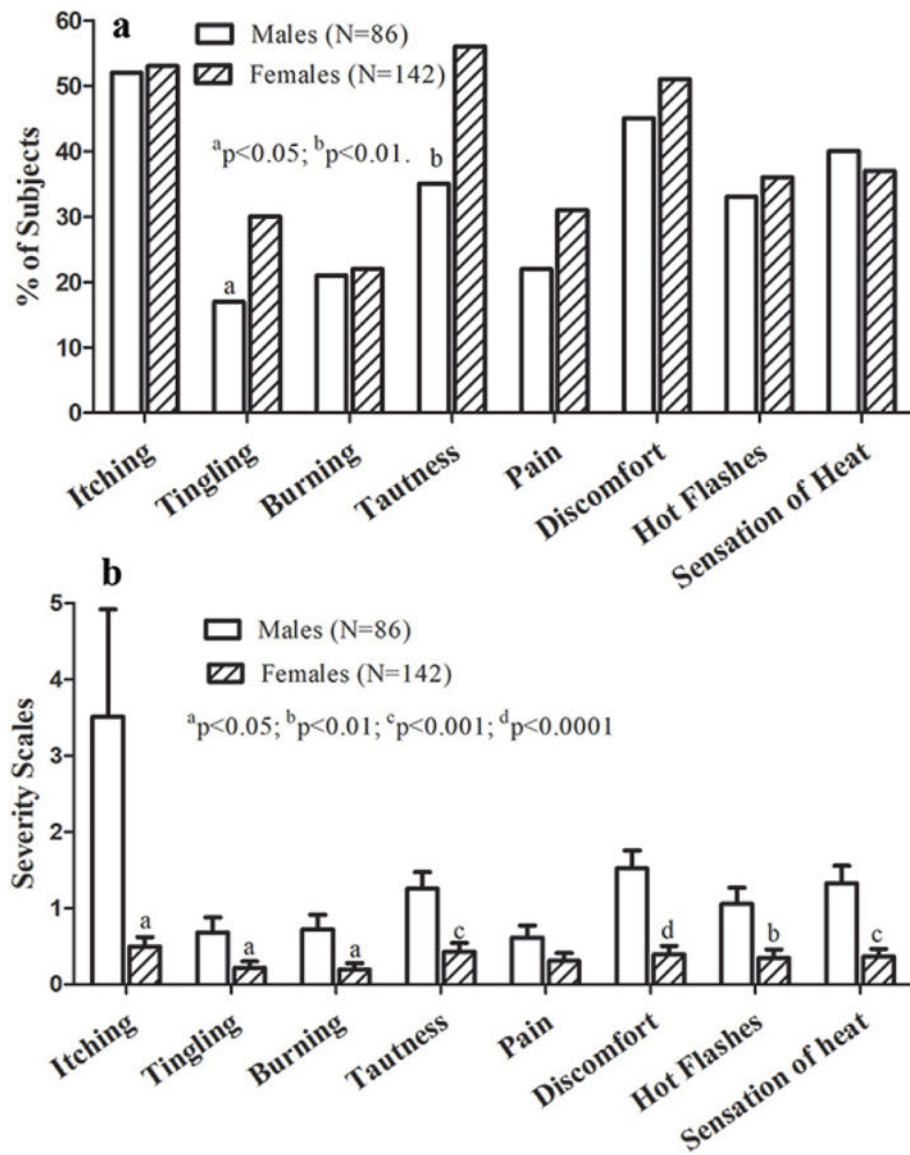 a
Males (N=86)
Females (N=142)
ap<0.05; bp<0.01.
% of Subjects
60
50
40
30
20
10
0
a
b
Itching
Tingling
Burning
Tautness
Pain
Discomfort
Hot Flashes
Sensation of Heat
b
Males (N=86)
Females (N=142)
ap<0.05; bp<0.01; cp<0.001; dp<0.0001
Severity Scales
5
4
3
2
1
0
a
a
a
c
d
b
c
Itching
Tingling
Burning
Tautness
Pain
Discomfort
Hot Flashes
Sensation of heat